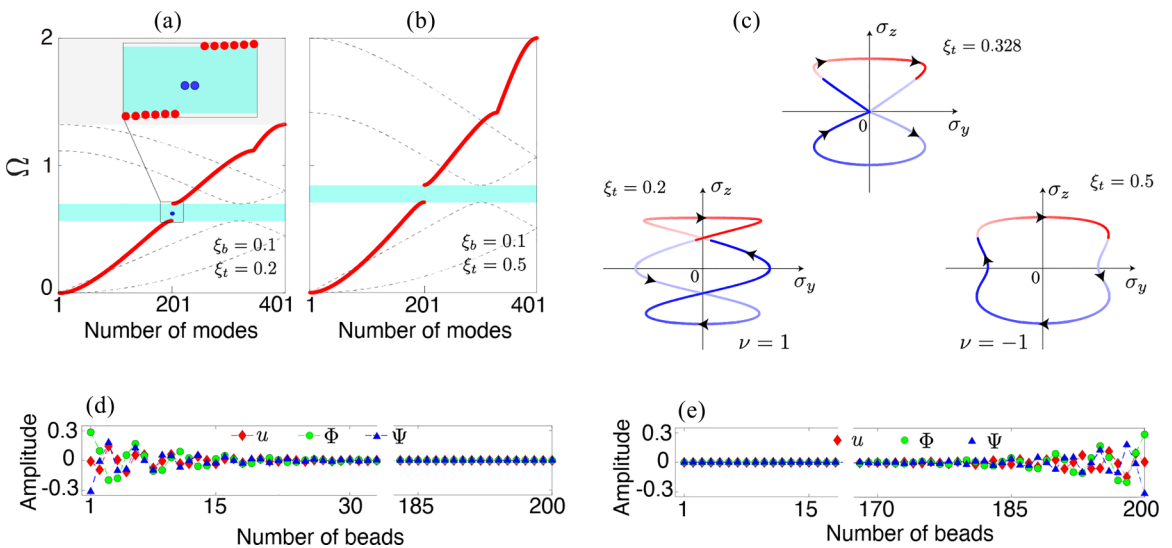 (a)
(b)
(c)
2
1
0
Ω
ξb = 0.1
ξt = 0.2
ξb = 0.1
ξt = 0.5
1 201 401
1 201 401
Number of modes
Number of modes
σz
ξt = 0.328
0
σy
ξt = 0.2
σz
0
σy
ν = 1
σz
ξt = 0.5
0
σy
ν = −1
(d)
Amplitude
0.3
0
-0.3
u Φ Ψ
1 15 30 185 200
Number of beads
(e)
Amplitude
0.3
0
-0.3
u Φ Ψ
1 15 170 185 200
Number of beads